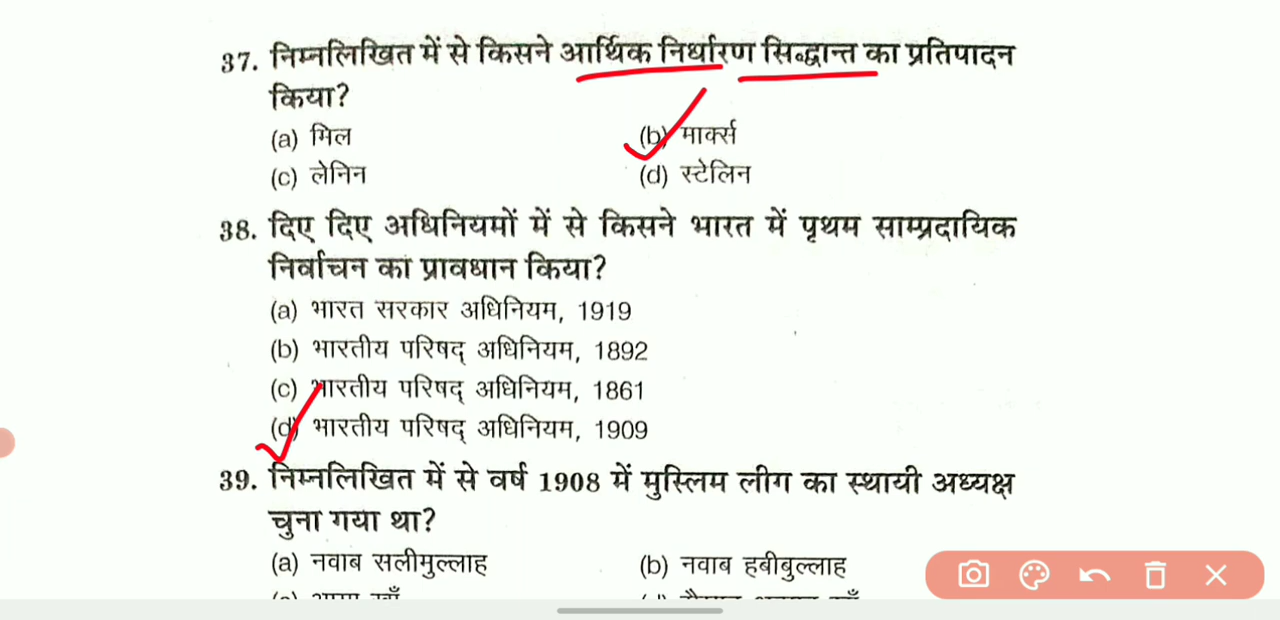 37. निम्नलिखित में से किसने आर्थिक निर्धारण सिद्धान्त का प्रतिपादन
किया?
(a) मिल (b) मार्क्स
(c) लेनिन (d) स्टेलिन
38. दिए दिए अधिनियमों में से किसने भारत में पृथम साम्प्रदायिक
निर्वाचन का प्रावधान किया?
(a) भारत सरकार अधिनियम, 1919
(b) भारतीय परिषद् अधिनियम, 1892
(c) भारतीय परिषद् अधिनियम, 1861
(d) भारतीय परिषद् अधिनियम, 1909
39. निम्नलिखित में से वर्ष 1908 में मुस्लिम लीग का स्थायी अध्यक्ष
चुना गया था?
(a) नवाब सलीमुल्लाह (b) नवाब हबीबुल्लाह